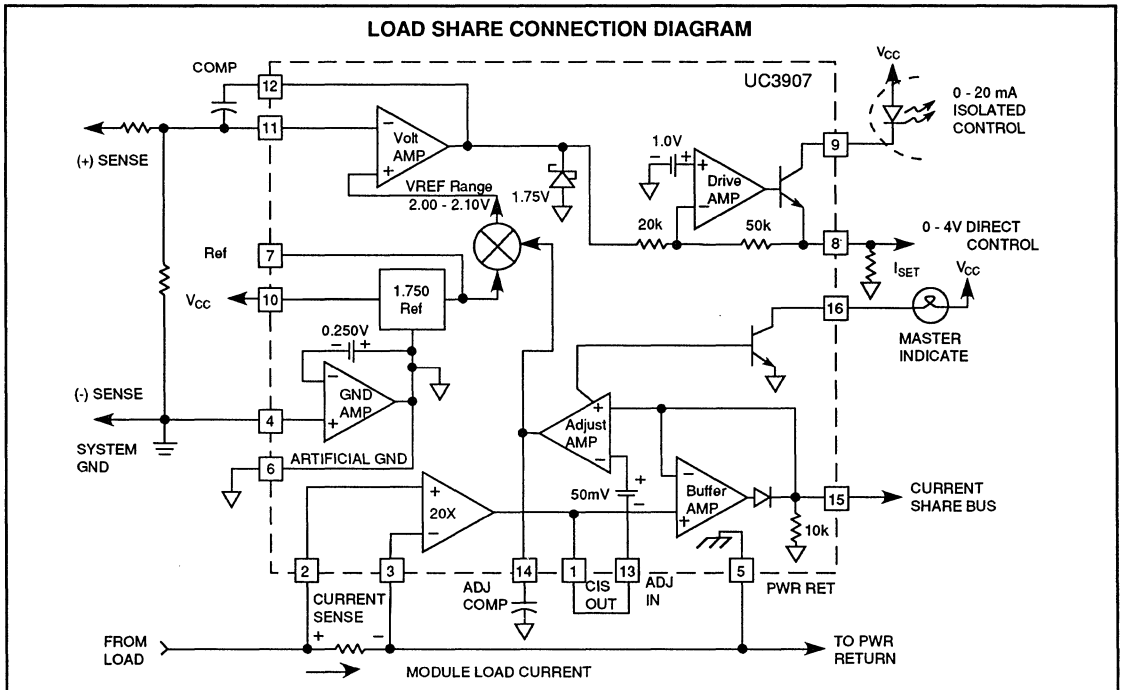 LOAD SHARE CONNECTION DIAGRAM
COMP
12
UC3907
VCC
0 - 20 mA
ISOLATED
CONTROL
11
(+) SENSE
−
Volt
AMP
+
VREF Range
2.00 - 2.10V
1.75V
1.0V
− +
+
Drive
AMP
−
9
20k
50k
8
0 - 4V DIRECT
CONTROL
ISET
Ref
7
VCC
10
1.750
Ref
VCC
16
MASTER
INDICATE
0.250V
− +
−
GND
AMP
+
(-) SENSE
4
SYSTEM
GND
6
ARTIFICIAL GND
+
Adjust
AMP
−
+
50mV
−
−
Buffer
AMP
+
15
CURRENT
SHARE BUS
10k
+
20X
−
2
3
14
1
13
5
CURRENT
SENSE
ADJ
COMP
CIS
OUT
ADJ
IN
PWR RET
+ −
FROM
LOAD
MODULE LOAD CURRENT
TO PWR
RETURN